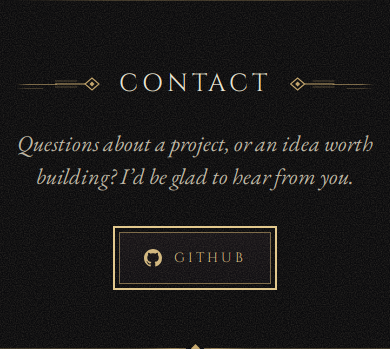 CONTACT
Questions about a project, or an idea worth
building? I’d be glad to hear from you.
GITHUB